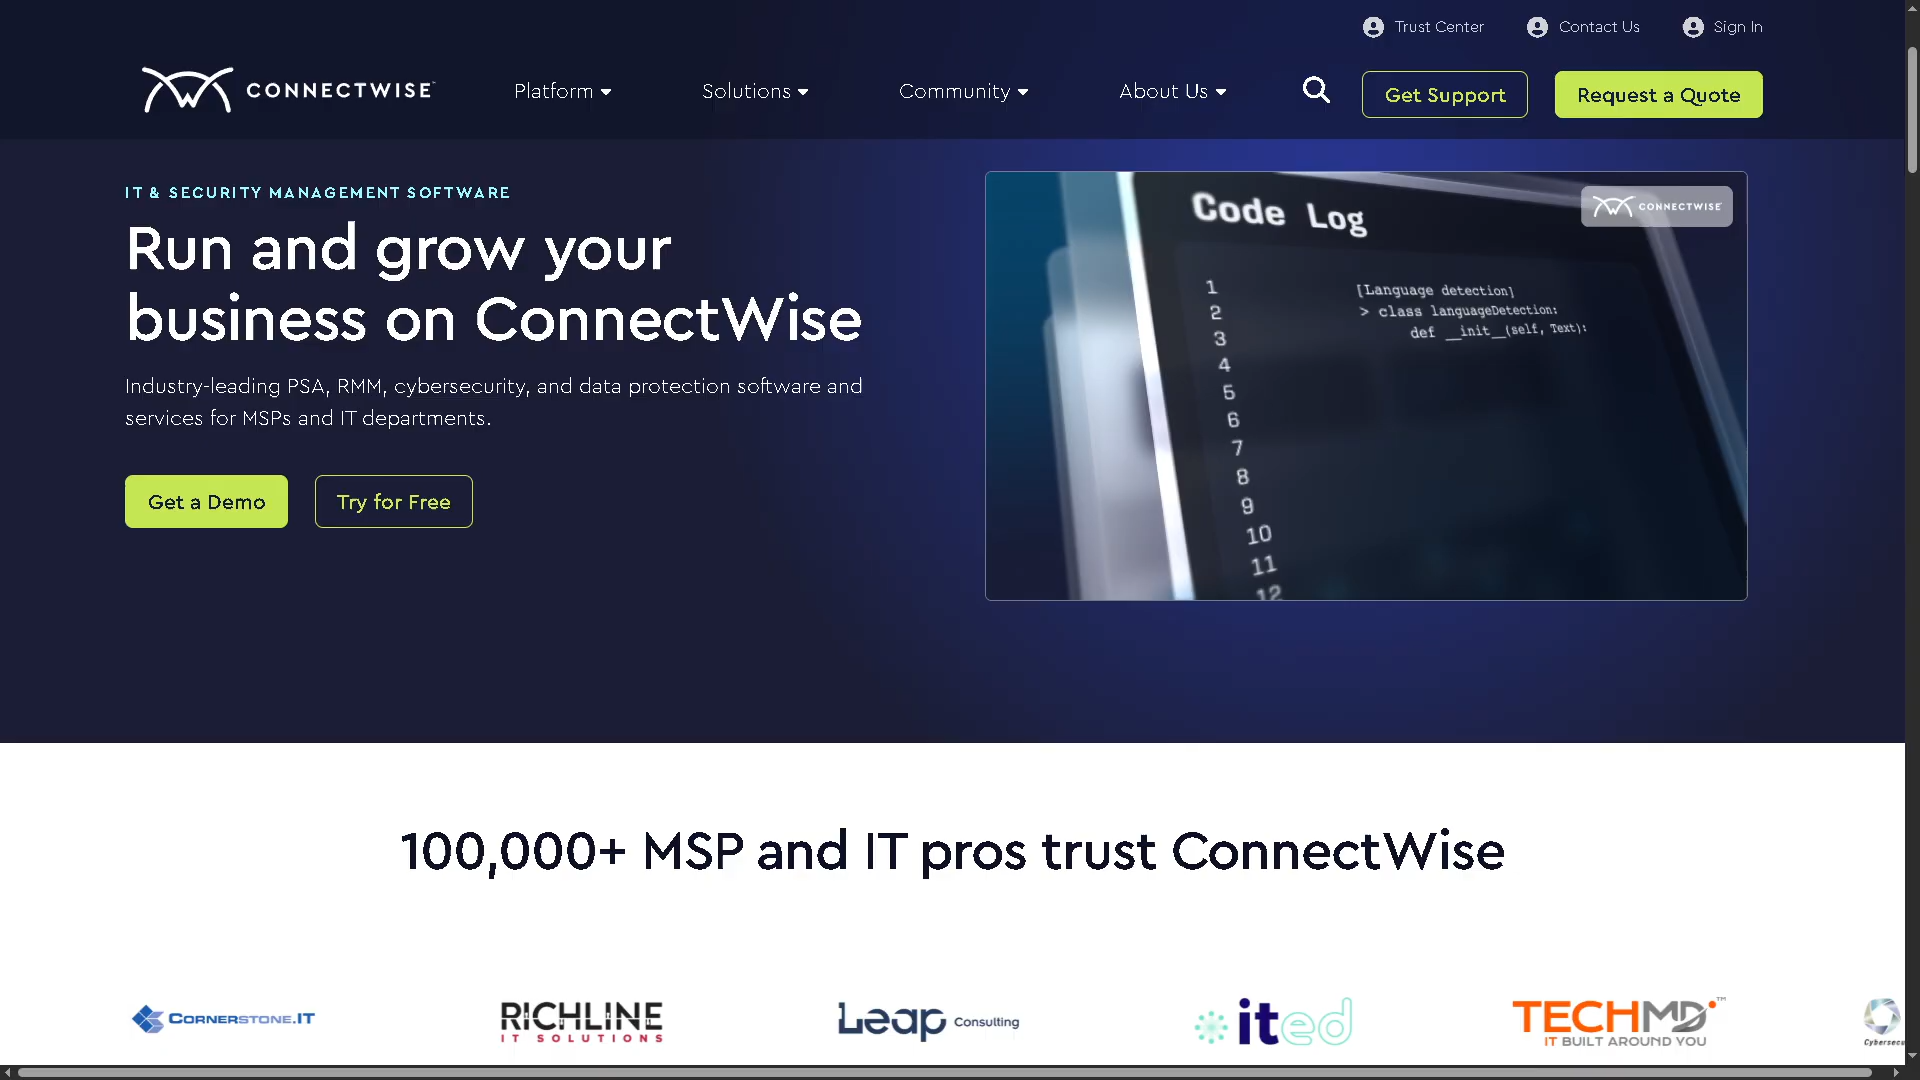 Trust Center
Contact Us
Sign In
CONNECTWISE
Platform
Solutions
Community
About Us
Get Support
Request a Quote
IT & SECURITY MANAGEMENT SOFTWARE
Run and grow your
business on ConnectWise
Industry-leading PSA, RMM, cybersecurity, and data protection software and
services for MSPs and IT departments.
Get a Demo
Try for Free
Code Log
CONNECTWISE
1
2
3
4
5
6
7
8
9
10
11
12
[Language detection]
> class languageDetection:
def __init__(self, Text):
100,000+ MSP and IT pros trust ConnectWise
CORNERSTONE.IT
RICHLINE
IT SOLUTIONS
Leap Consulting
ited
TECHMD™
IT BUILT AROUND YOU